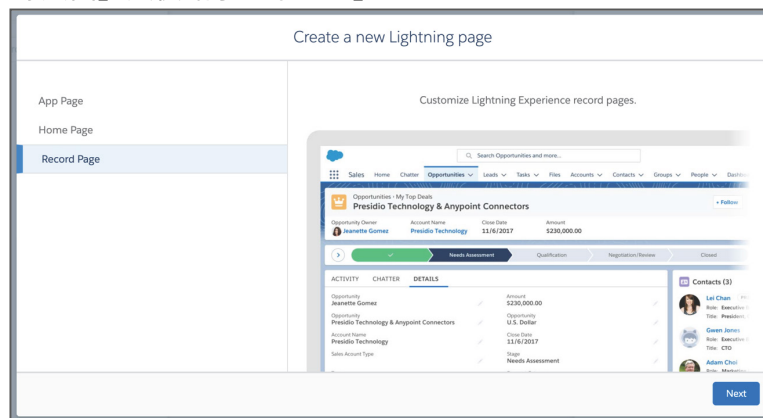 Create a new Lightning page
App Page
Home Page
Record Page
Customize Lightning Experience record pages.
Search Opportunities and more...
Sales Home Chatter Opportunities Leads Tasks Files Accounts Contacts Groups People
Opportunities - My Top Deals
Presidio Technology & Anypoint Connectors
+ Follow
Opportunity Owner Account Name Close Date Amount
Jeanette Gomez Presidio Technology 11/6/2017 $230,000.00
Needs Assessment Qualification Negotiation/Review Closed
ACTIVITY CHATTER DETAILS
Contacts (3)
Opportunity Amount
Jeanette Gomez $230,000.00
Lei Chan
Role: Executive
Title: President,
Opportunity Opportunity
Presidio Technology & Anypoint Connectors U.S. Dollar
Gwen Jones
Role: Executive
Title: CTO
Account Name Close Date
Presidio Technology 11/6/2017
Sales Acount Type Stage
Needs Assessment
Adam Choi
Next